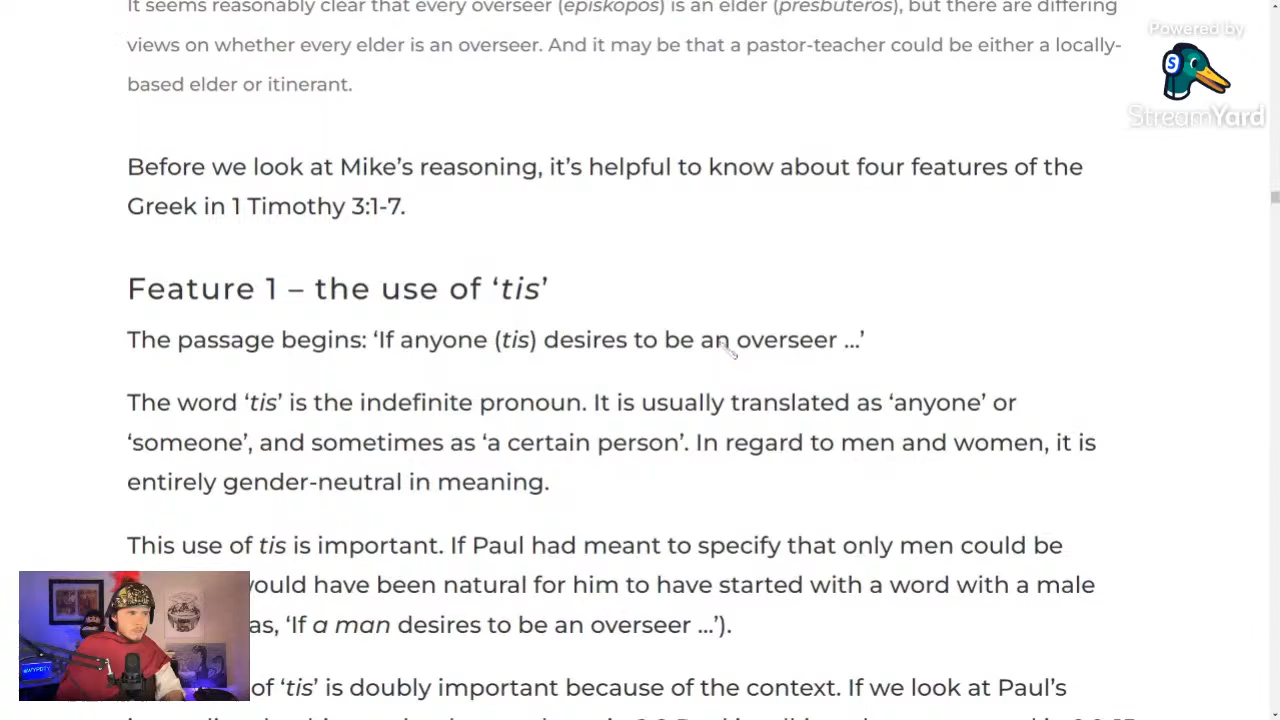 It seems reasonably clear that every overseer (episkopos) is an elder (presbuteros), but there are differing
views on whether every elder is an overseer. And it may be that a pastor-teacher could be either a locally-
based elder or itinerant.
Powered by
S
StreamYard
Before we look at Mike's reasoning, it's helpful to know about four features of the
Greek in 1 Timothy 3:1-7.
Feature 1 – the use of 'tis'
The passage begins: 'If anyone (tis) desires to be an overseer …'
The word 'tis' is the indefinite pronoun. It is usually translated as 'anyone' or
'someone', and sometimes as 'a certain person'. In regard to men and women, it is
entirely gender-neutral in meaning.
This use of tis is important. If Paul had meant to specify that only men could be
would have been natural for him to have started with a word with a male
as, 'If a man desires to be an overseer …').
of 'tis' is doubly important because of the context. If we look at Paul's